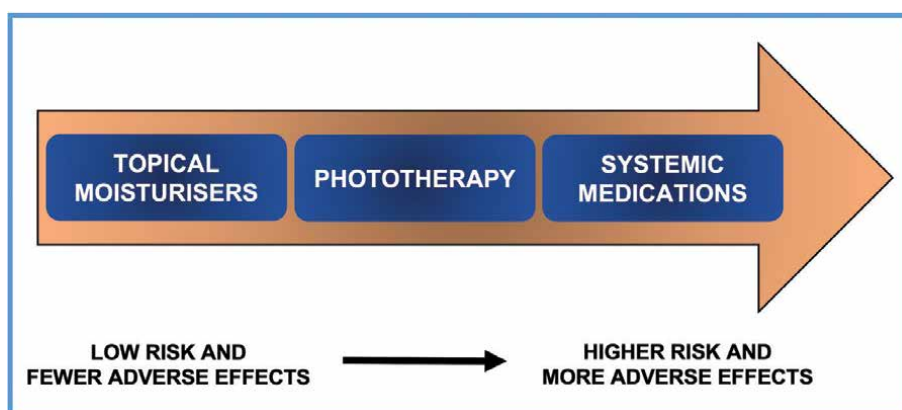 TOPICAL
MOISTURISERS
PHOTOTHERAPY
SYSTEMIC
MEDICATIONS
LOW RISK AND
FEWER ADVERSE EFFECTS
HIGHER RISK AND
MORE ADVERSE EFFECTS